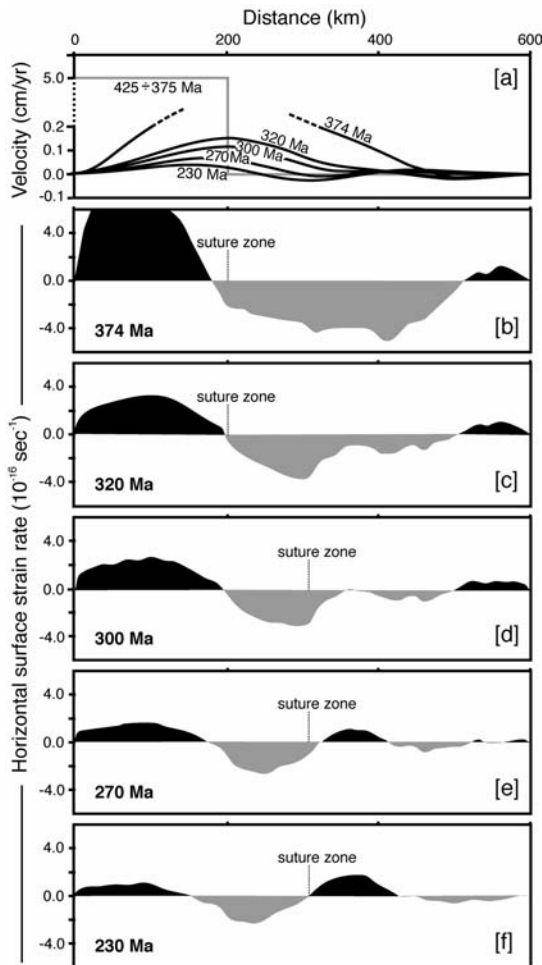 Distance (km)
0 200 400 600
[a]
Velocity (cm/yr)
5.0
0.2
0.0
-0.1
425÷375 Ma
374 Ma
320 Ma
300 Ma
270Ma
230 Ma
Horizontal surface strain rate (10⁻¹⁶ sec⁻¹)
4.0
0.0
-4.0
suture zone
374 Ma
[b]
4.0
0.0
-4.0
suture zone
320 Ma
[c]
4.0
0.0
-4.0
suture zone
300 Ma
[d]
4.0
0.0
-4.0
suture zone
270 Ma
[e]
4.0
0.0
-4.0
suture zone
230 Ma
[f]